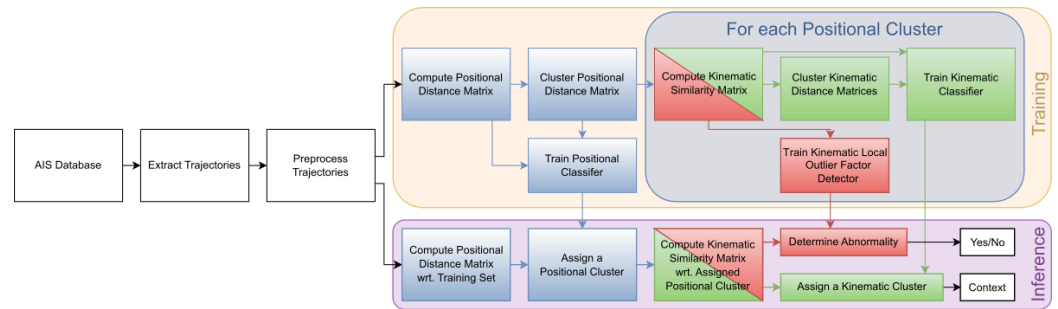 For each Positional Cluster
Compute Positional
Distance Matrix
Cluster Positional
Distance Matrix
Compute Kinematic
Similarity Matrix
Cluster Kinematic
Distance Matrices
Train Kinematic
Classifier
Training
AIS Database
Extract Trajectories
Preprocess
Trajectories
Train Positional
Classifer
Train Kinematic Local
Outlier Factor
Detector
Compute Positional
Distance Matrix
wrt. Training Set
Assign a
Positional Cluster
Compute Kinematic
Similarity Matrix
wrt. Assigned
Positional Cluster
Determine Abnormality
Yes/No
Assign a Kinematic Cluster
Context
Inference